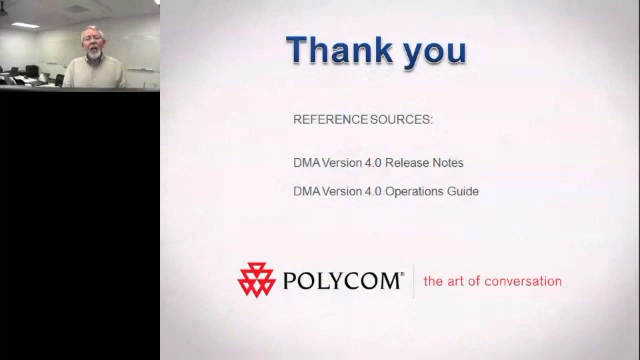 Thank you
REFERENCE SOURCES:
DMA Version 4.0 Release Notes
DMA Version 4.0 Operations Guide
POLYCOM® the art of conversation